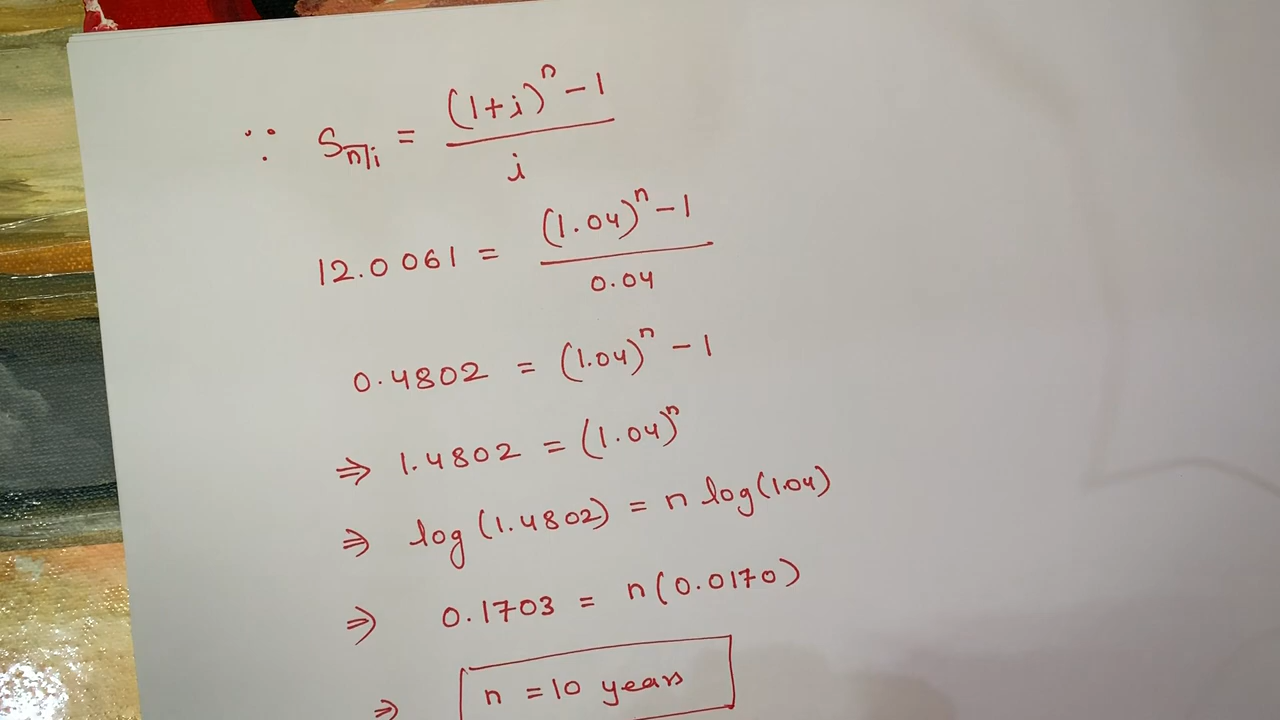 ∵ S_n̅|i = ((1+i)^n - 1) / i
12.0061 = ((1.04)^n - 1) / 0.04
0.4802 = (1.04)^n - 1
⇒ 1.4802 = (1.04)^n
⇒ log(1.4802) = n log(1.04)
⇒ 0.1703 = n(0.0170)
⇒ n = 10 years